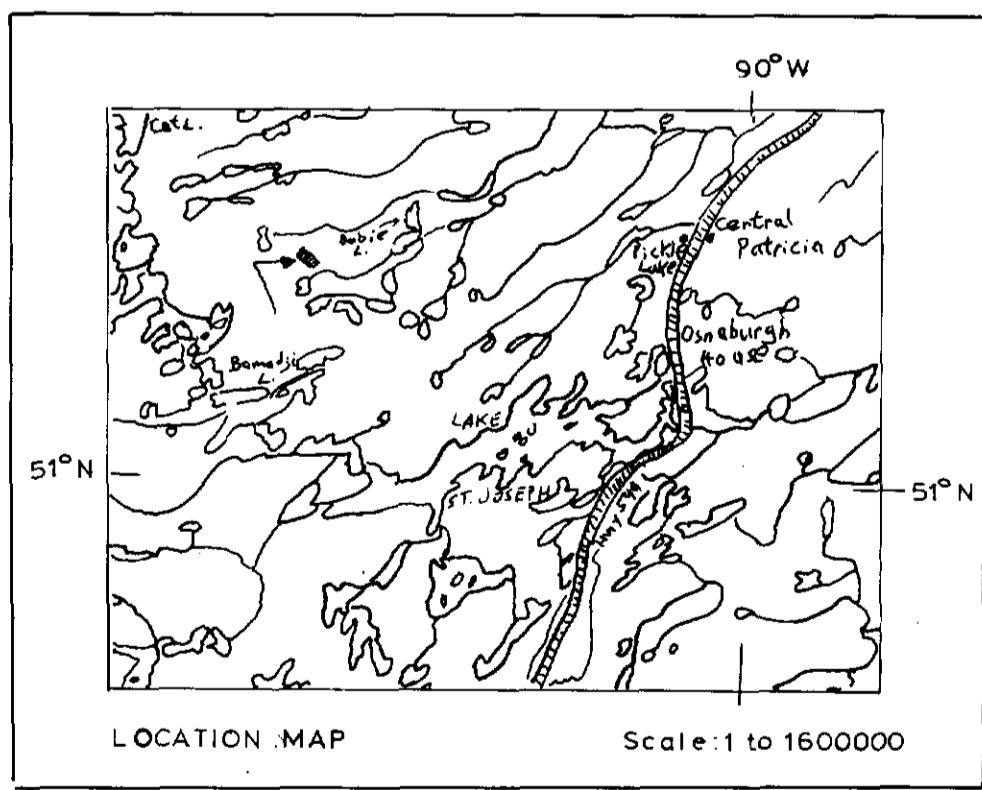 90°W
Cat L.
Bobie
L.
Central
Patricia
Pickle
Lake
Osnaburgh
House
Bamadji
L.
LAKE
51°N
ST. JOSEPH
51°N
Hwy 599
LOCATION MAP
Scale: 1 to 1600000